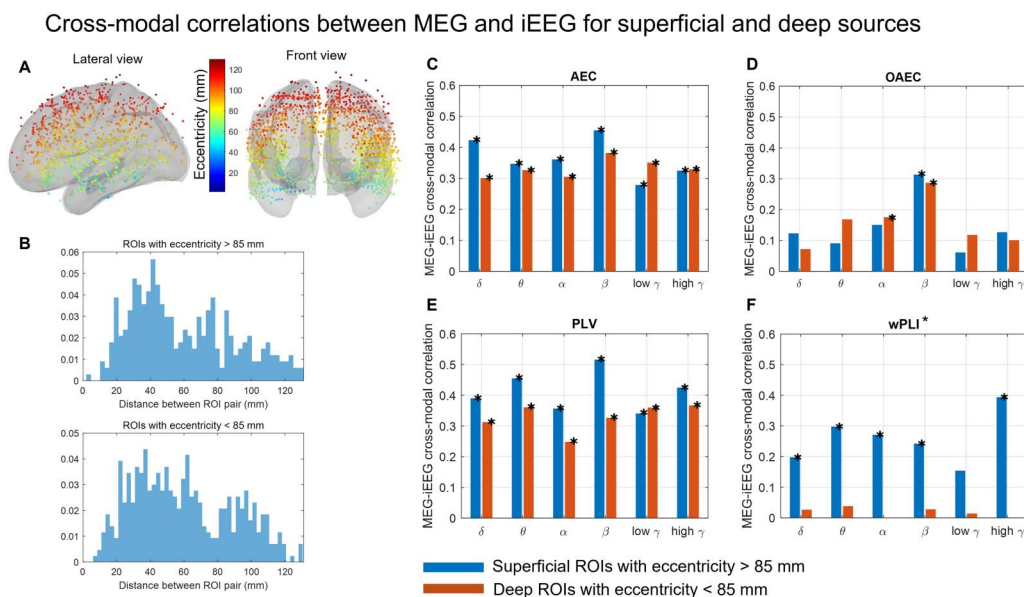 Cross-modal correlations between MEG and iEEG for superficial and deep sources
A
Lateral view
Front view
Eccentricity (mm)
120
100
80
60
40
20
B
ROIs with eccentricity > 85 mm
0.06
0.05
0.04
0.03
0.02
0.01
0
0 20 40 60 80 100 120
Distance between ROI pair (mm)
ROIs with eccentricity < 85 mm
0.05
0.04
0.03
0.02
0.01
0
0 20 40 60 80 100 120
Distance between ROI pair (mm)
C
AEC
MEG-iEEG cross-modal correlation
0.6
0.5
0.4
0.3
0.2
0.1
0
δ θ α β low γ high γ
D
OAEC
MEG-iEEG cross-modal correlation
0.6
0.5
0.4
0.3
0.2
0.1
0
δ θ α β low γ high γ
E
PLV
MEG-iEEG cross-modal correlation
0.6
0.5
0.4
0.3
0.2
0.1
0
δ θ α β low γ high γ
F
wPLI *
MEG-iEEG cross-modal correlation
0.6
0.5
0.4
0.3
0.2
0.1
0
δ θ α β low γ high γ
Superficial ROIs with eccentricity > 85 mm
Deep ROIs with eccentricity < 85 mm